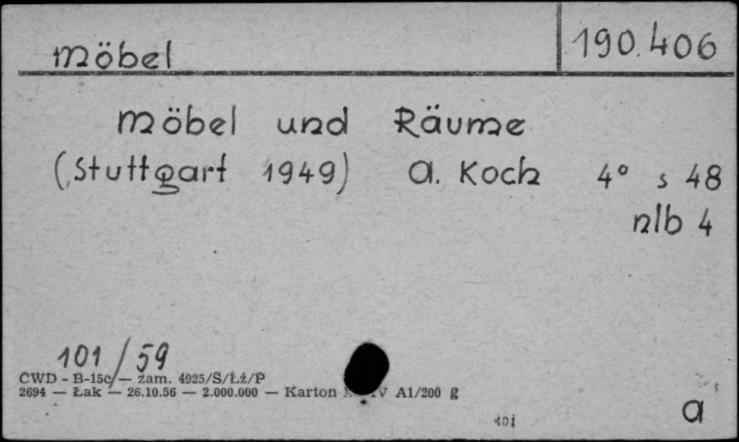 Möbel 190.406
Möbel und Räume
(Stuttgart 1949) A. Koch 4° s 48
nlb 4
101/59
CWD - B-15c — zam. 4925/S/Łż/P
2694 — Łak — 26.10.56 — 2.000.000 — Karton A1/200 g
a